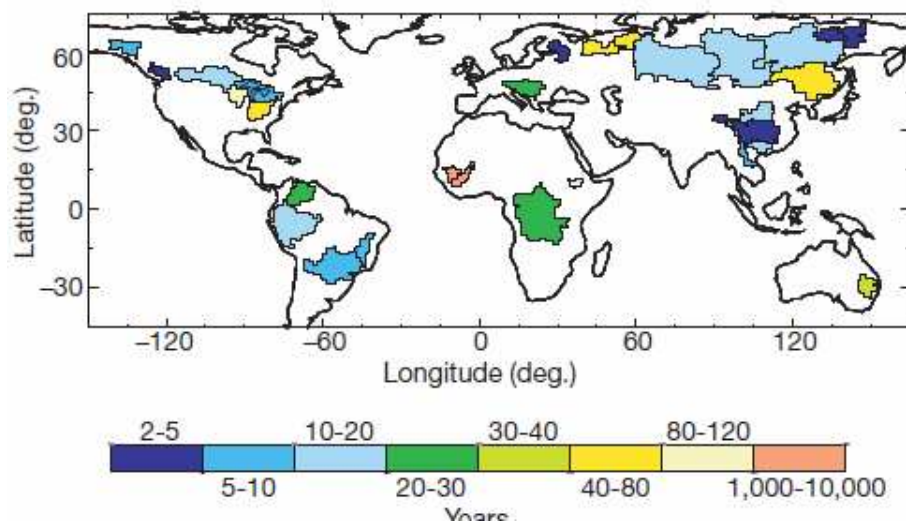 60
30
0
−30
Latitude (deg.)
−120 −60 0 60 120
Longitude (deg.)
2-5 10-20 30-40 80-120
5-10 20-30 40-80 1,000-10,000
Years